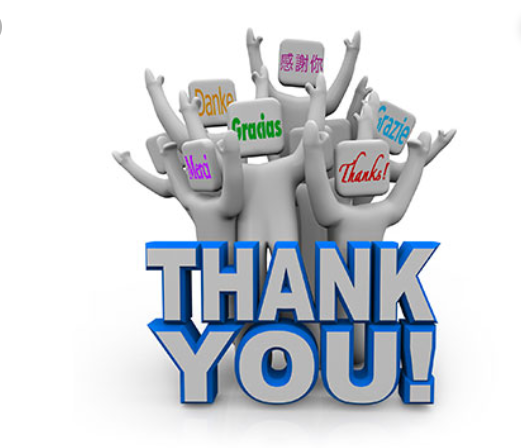 感謝你
Danke
Gracias
Grazie
Merci
Thanks!
THANK
YOU!